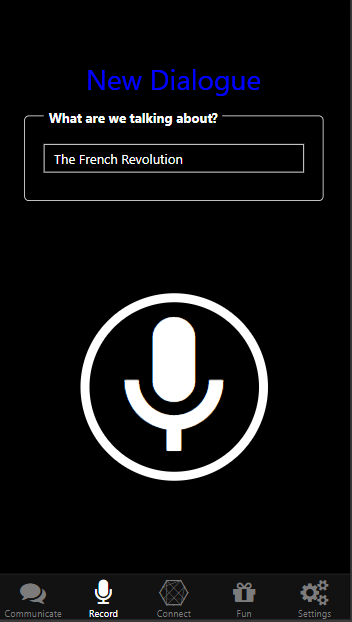 New Dialogue
What are we talking about?
The French Revolution
Communicate Record Connect Fun Settings